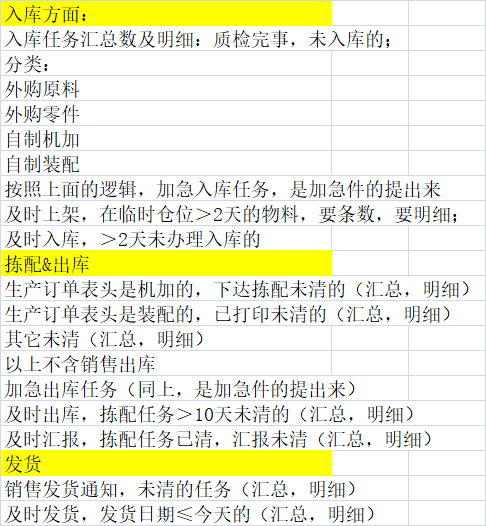 入库方面：
入库任务汇总数及明细：质检完事，未入库的；
分类：
外购原料
外购零件
自制机加
自制装配
按照上面的逻辑，加急入库任务，是加急件的提出来
及时上架，在临时仓位＞2天的物料，要条数，要明细；
及时入库，＞2天未办理入库的
拣配&出库
生产订单表头是机加的，下达拣配未清的（汇总，明细）
生产订单表头是装配的，已打印未清的（汇总，明细）
其它未清（汇总，明细）
以上不含销售出库
加急出库任务（同上，是加急件的提出来）
及时出库，拣配任务＞10天未清的（汇总，明细）
及时汇报，拣配任务已清，汇报未清（汇总，明细）
发货
销售发货通知，未清的任务（汇总，明细）
及时发货，发货日期≤今天的（汇总，明细）